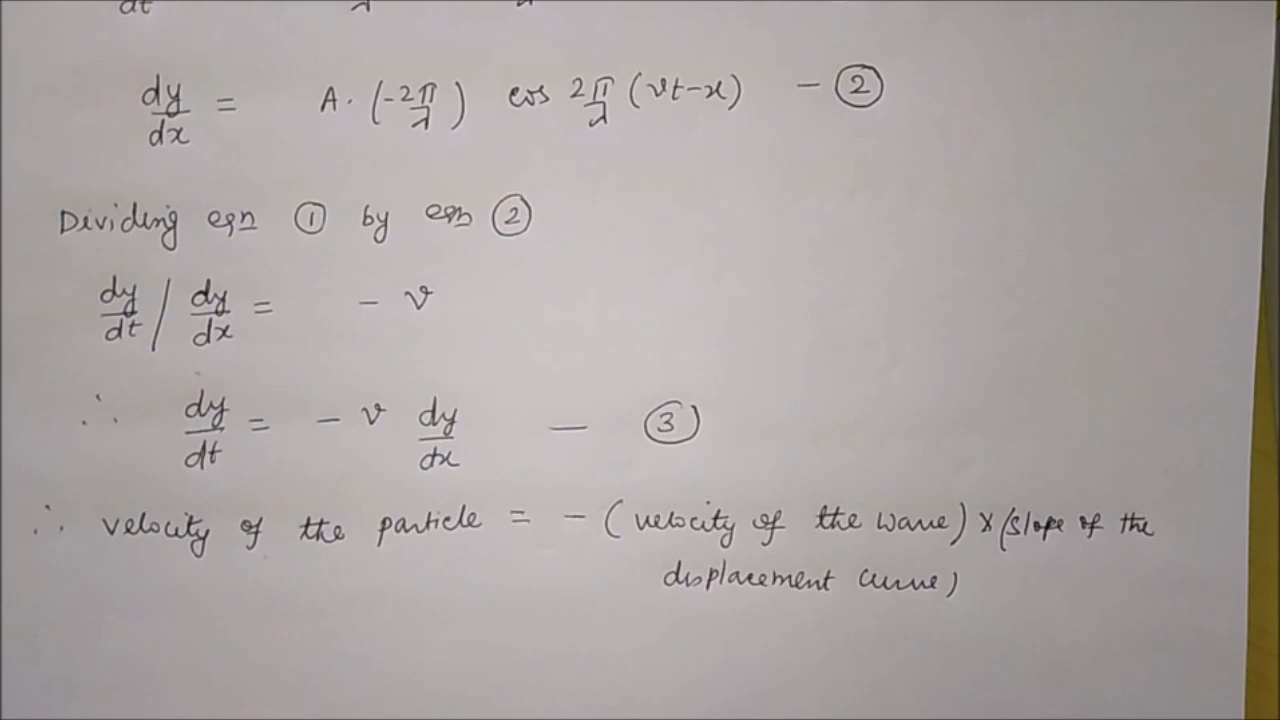 dt λ
dy/dx = A. (-2π/λ) cos 2π/λ (vt-x) - ②
Dividing eqn ① by eqn ②
dy/dt / dy/dx = - v
∴ dy/dt = - v dy/dx — ③
∴ velocity of the particle = - (velocity of the wave) x (slope of the
displacement curve)